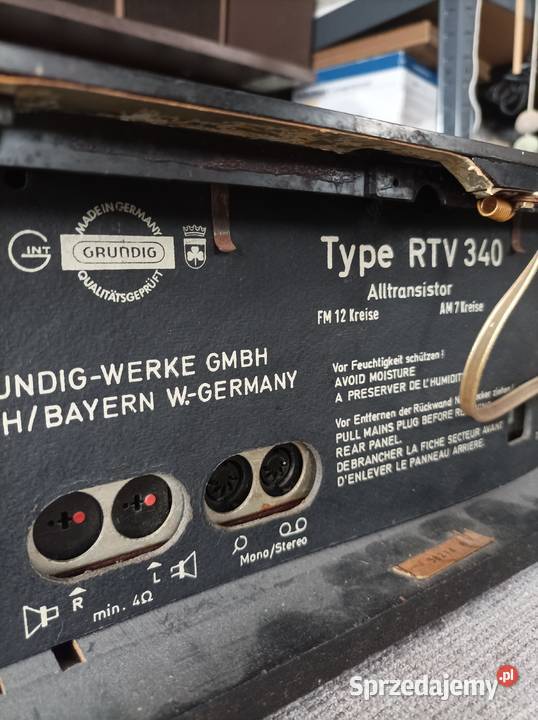 INT
MADE IN GERMANY
GRUNDIG
QUALITÄTSGEPRÜFT
Type RTV 340
Alltransistor
FM 12 Kreise AM 7 Kreise
UNDIG-WERKE GMBH
H/BAYERN W.-GERMANY
Vor Feuchtigkeit schützen!
AVOID MOISTURE
A PRESERVER DE L'HUMIDIT
Vor Entfernen der Rückwand N ziehen!
PULL MAINS PLUG BEFORE
REAR PANEL.
DEBRANCHER LA FICHE SECTEUR AVANT
D'ENLEVER LE PANNEAU ARRIERE.
Mono/Stereo
R
L
min. 4Ω
Sprzedajemy.pl